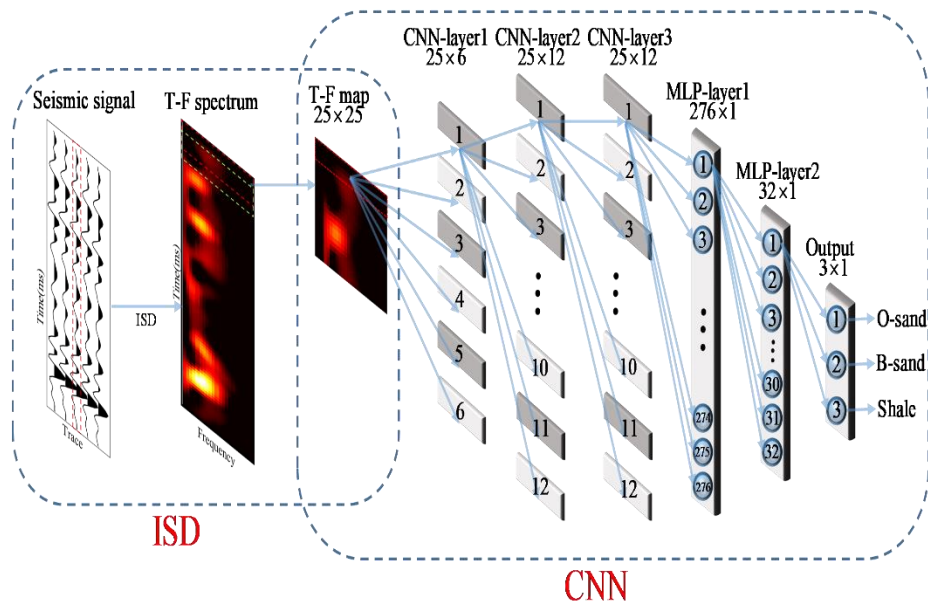 Seismic signal
T-F spectrum
T-F map
25×25
CNN-layer1
25×6
CNN-layer2
25×12
CNN-layer3
25×12
MLP-layer1
276×1
MLP-layer2
32×1
Output
3×1
Time(ms)
Trace
ISD
Time(ms)
Frequency
1
2
3
4
5
6
1
2
3
10
11
12
1
2
3
10
11
12
1
2
3
274
275
276
1
2
3
30
31
32
1
2
3
O-sand
B-sand
Shale
ISD
CNN